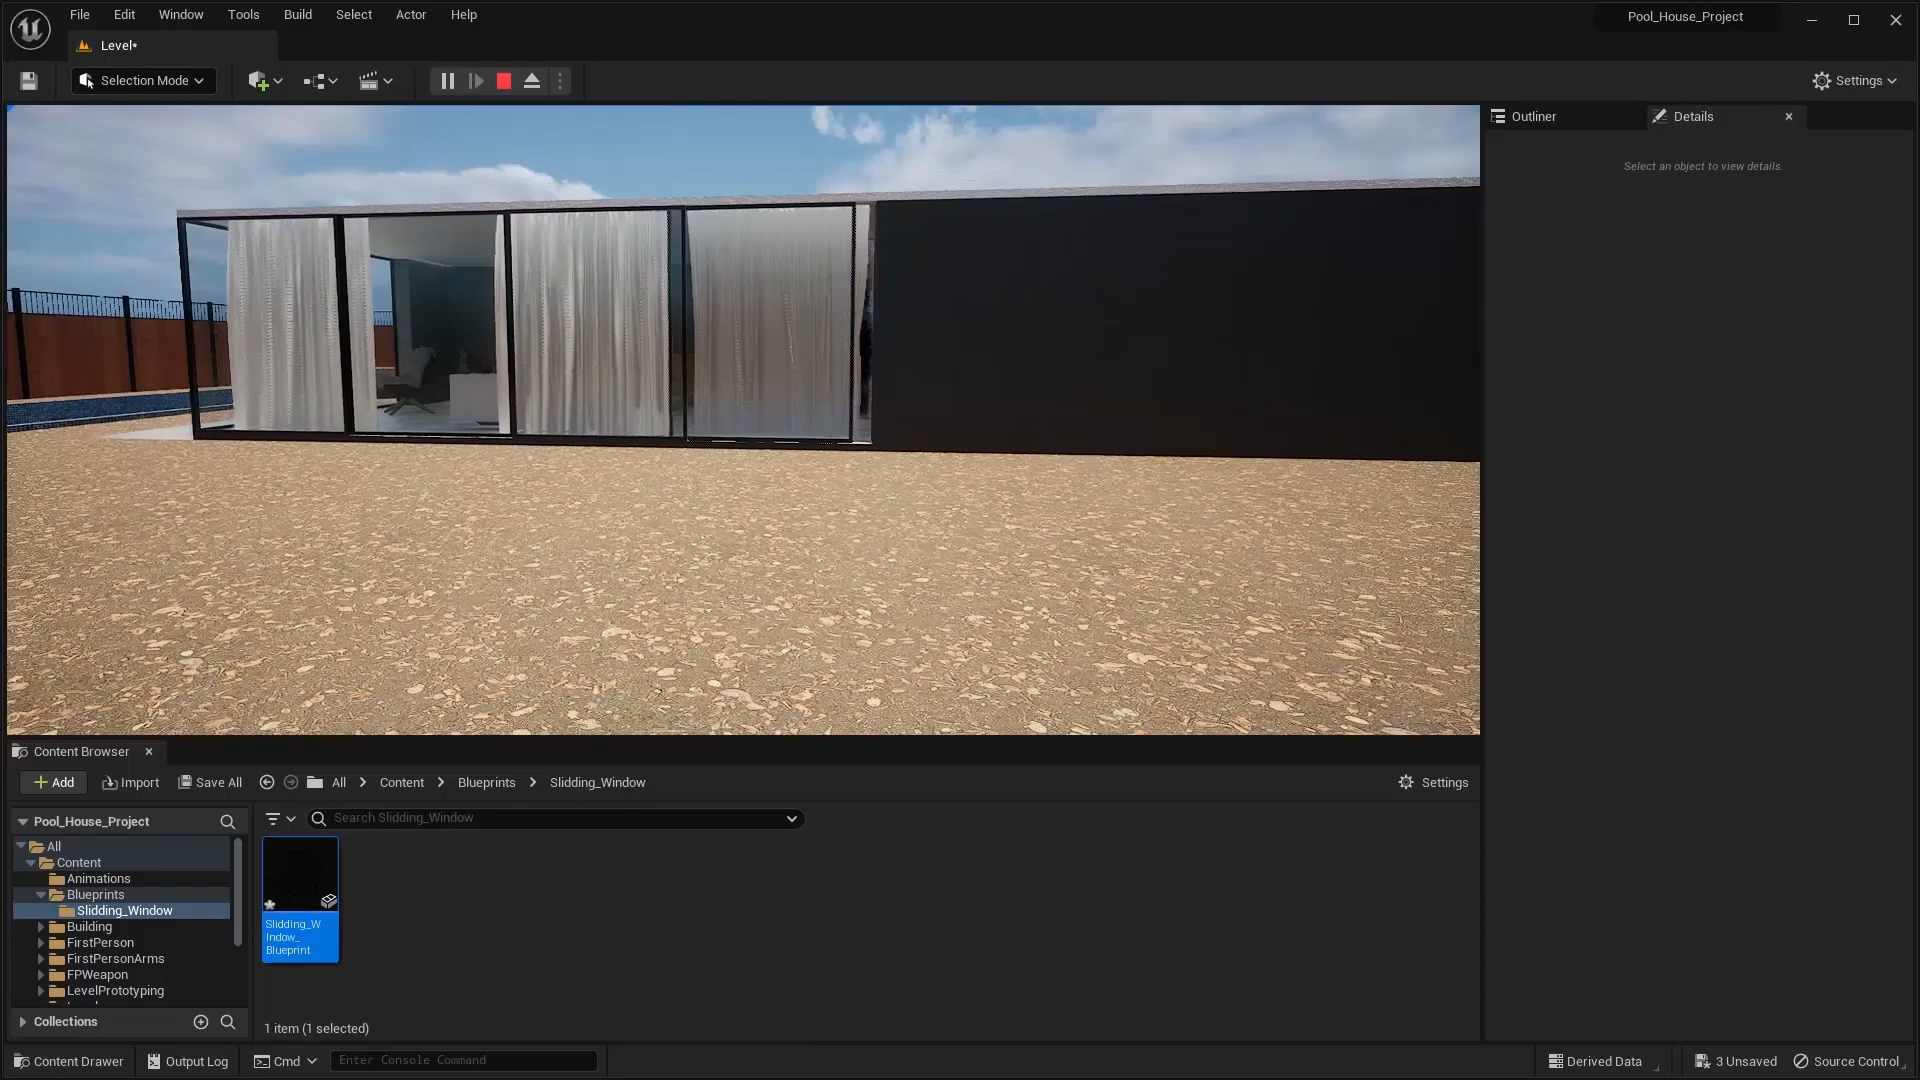 File Edit Window Tools Build Select Actor Help
Pool_House_Project
Level*
Selection Mode
Settings
Outliner
Details
Select an object to view details.
Content Browser
Add
Import
Save All
All
Content
Blueprints
Slidding_Window
Settings
Pool_House_Project
Search Slidding_Window
All
Content
Animations
Blueprints
Slidding_Window
Building
FirstPerson
FirstPersonArms
FPWeapon
LevelPrototyping
Slidding_W
indow_
Blueprint
Collections
1 item (1 selected)
Content Drawer
Output Log
Cmd
Enter Console Command
Derived Data
3 Unsaved
Source Control